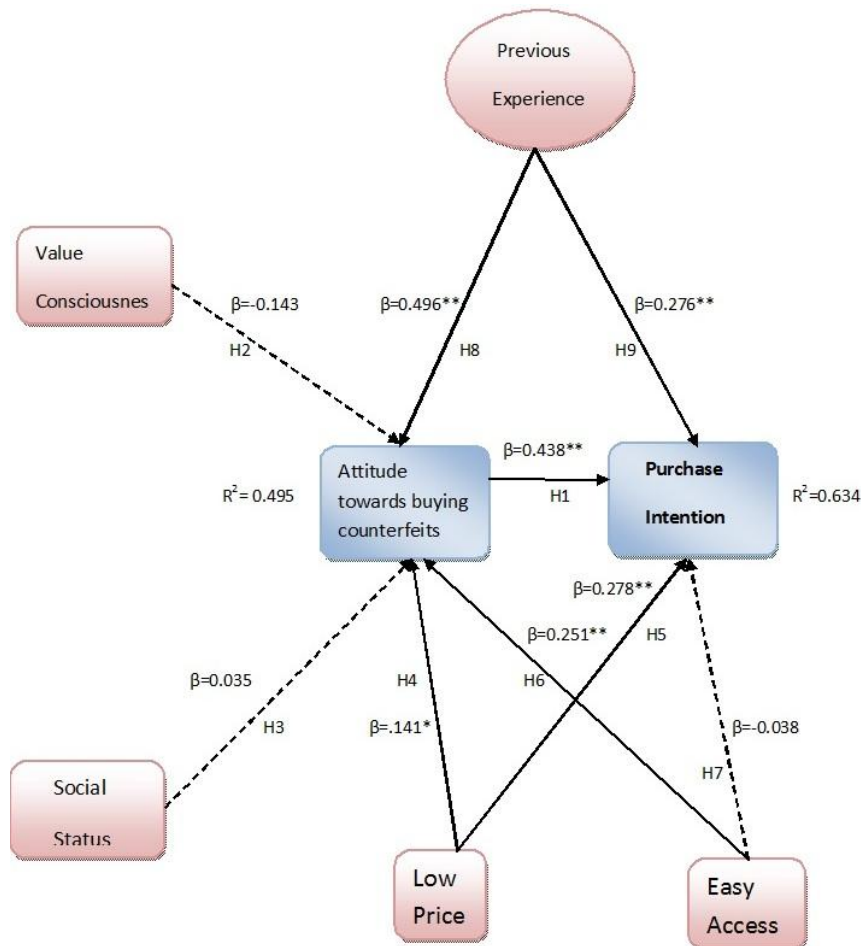 Previous
Experience
Value
Consciousnes
β=-0.143
H2
β=0.496**
H8
β=0.276**
H9
Attitude
towards buying
counterfeits
R²= 0.495
β=0.438**
H1
Purchase
Intention
R²=0.634
β=0.278**
H5
β=0.251**
H6
H4
β=.141*
β=0.035
H3
β=-0.038
H7
Social
Status
Low
Price
Easy
Access